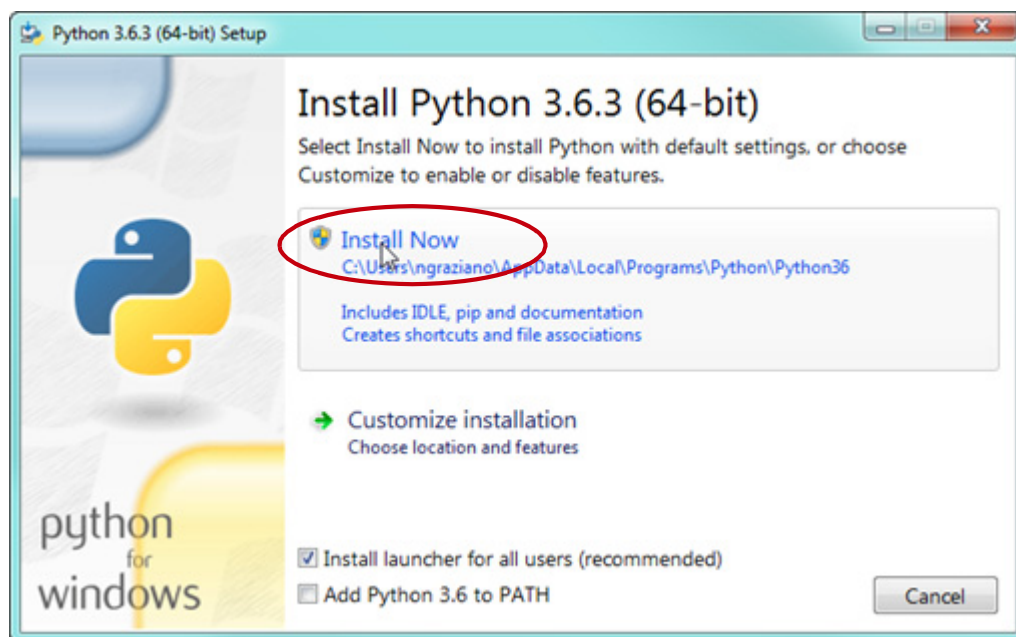 Python 3.6.3 (64-bit) Setup
Install Python 3.6.3 (64-bit)
Select Install Now to install Python with default settings, or choose
Customize to enable or disable features.
Install Now
C:\Users\ngraziano\AppData\Local\Programs\Python\Python36
Includes IDLE, pip and documentation
Creates shortcuts and file associations
Customize installation
Choose location and features
python
for
windows
Install launcher for all users (recommended)
Add Python 3.6 to PATH
Cancel